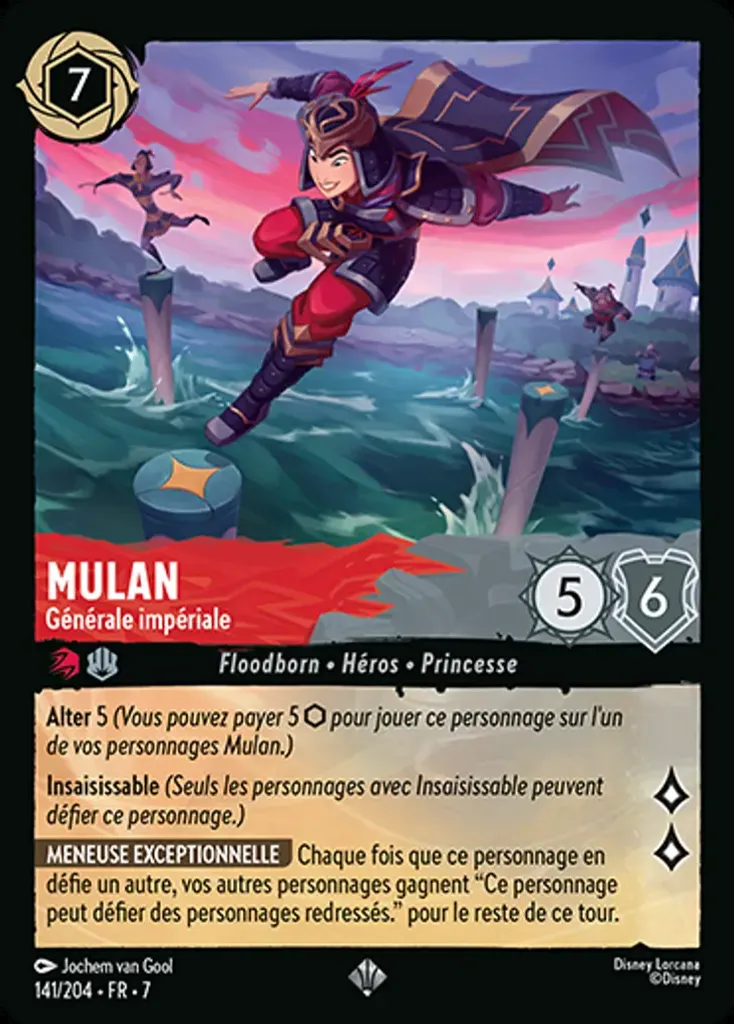 7
MULAN
Générale impériale
5
6
Floodborn • Héros • Princesse
Alter 5 (Vous pouvez payer 5 ⬡ pour jouer ce personnage sur l'un
de vos personnages Mulan.)
Insaisissable (Seuls les personnages avec Insaisissable peuvent
défier ce personnage.)
MENEUSE EXCEPTIONNELLE Chaque fois que ce personnage en
défie un autre, vos autres personnages gagnent “Ce personnage
peut défier des personnages redressés.” pour le reste de ce tour.
Jochem van Gool
141/204 • FR • 7
Disney Lorcana
©Disney